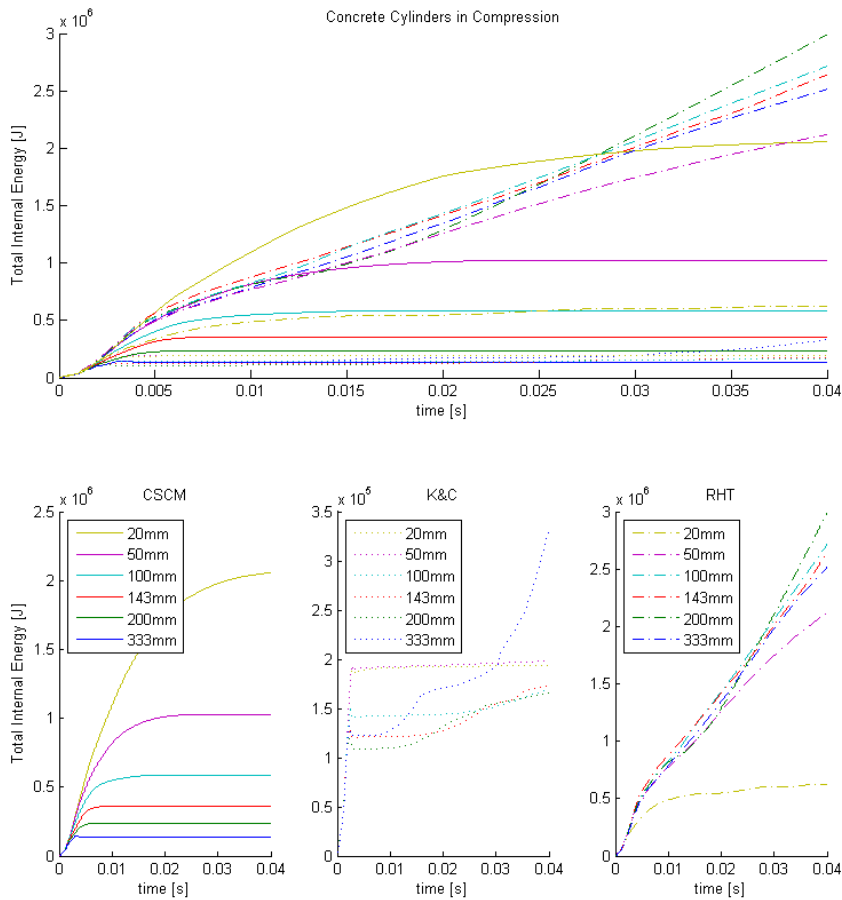 Concrete Cylinders in Compression
x 10^6
3
2.5
2
1.5
1
0.5
0
Total Internal Energy [J]
0 0.005 0.01 0.015 0.02 0.025 0.03 0.035 0.04
time [s]
CSCM
x 10^6
2.5
2
1.5
1
0.5
0
Total Internal Energy [J]
20mm
50mm
100mm
143mm
200mm
333mm
0 0.01 0.02 0.03 0.04
time [s]
K&C
x 10^5
3.5
3
2.5
2
1.5
1
0.5
0
20mm
50mm
100mm
143mm
200mm
333mm
0 0.01 0.02 0.03 0.04
time [s]
RHT
x 10^6
3
2.5
2
1.5
1
0.5
0
20mm
50mm
100mm
143mm
200mm
333mm
0 0.01 0.02 0.03 0.04
time [s]